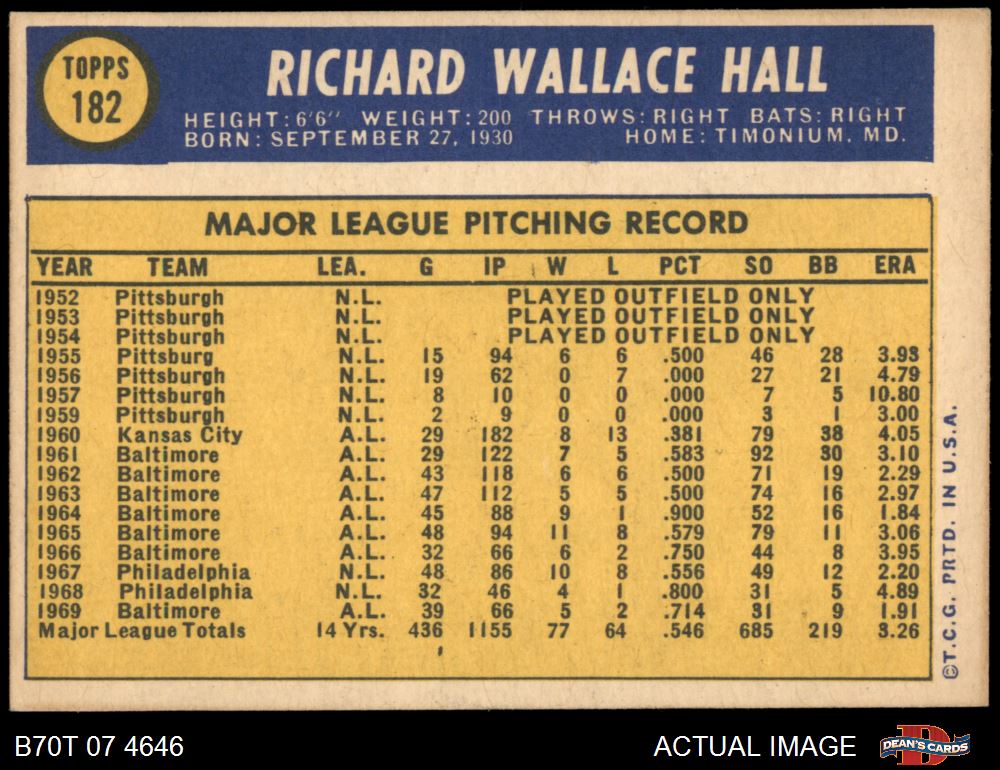 TOPPS
182
RICHARD WALLACE HALL
HEIGHT: 6'6" WEIGHT: 200 THROWS: RIGHT BATS: RIGHT
BORN: SEPTEMBER 27, 1930 HOME: TIMONIUM, MD.
MAJOR LEAGUE PITCHING RECORD
YEAR TEAM LEA. G IP W L PCT SO BB ERA
1952 Pittsburgh N.L. PLAYED OUTFIELD ONLY
1953 Pittsburgh N.L. PLAYED OUTFIELD ONLY
1954 Pittsburgh N.L. PLAYED OUTFIELD ONLY
1955 Pittsburg N.L. 15 94 6 6 .500 46 28 3.93
1956 Pittsburgh N.L. 19 62 0 7 .000 27 21 4.79
1957 Pittsburgh N.L. 8 10 0 0 .000 7 5 10.80
1959 Pittsburgh N.L. 2 9 0 0 .000 3 1 3.00
1960 Kansas City A.L. 29 182 8 13 .381 79 38 4.05
1961 Baltimore A.L. 29 122 7 5 .583 92 30 3.10
1962 Baltimore A.L. 43 118 6 6 .500 71 19 2.29
1963 Baltimore A.L. 47 112 5 5 .500 74 16 2.97
1964 Baltimore A.L. 45 88 9 1 .900 52 16 1.84
1965 Baltimore A.L. 48 94 11 8 .579 79 11 3.06
1966 Baltimore A.L. 32 66 6 2 .750 44 8 3.95
1967 Philadelphia N.L. 48 86 10 8 .556 49 12 2.20
1968 Philadelphia N.L. 32 46 4 1 .800 31 5 4.89
1969 Baltimore A.L. 39 66 5 2 .714 31 9 1.91
Major League Totals 14 Yrs. 436 1155 77 64 .546 685 219 3.26
©T.C.G. PRTD. IN U.S.A.
B70T 07 4646 ACTUAL IMAGE
DEAN'S CARDS